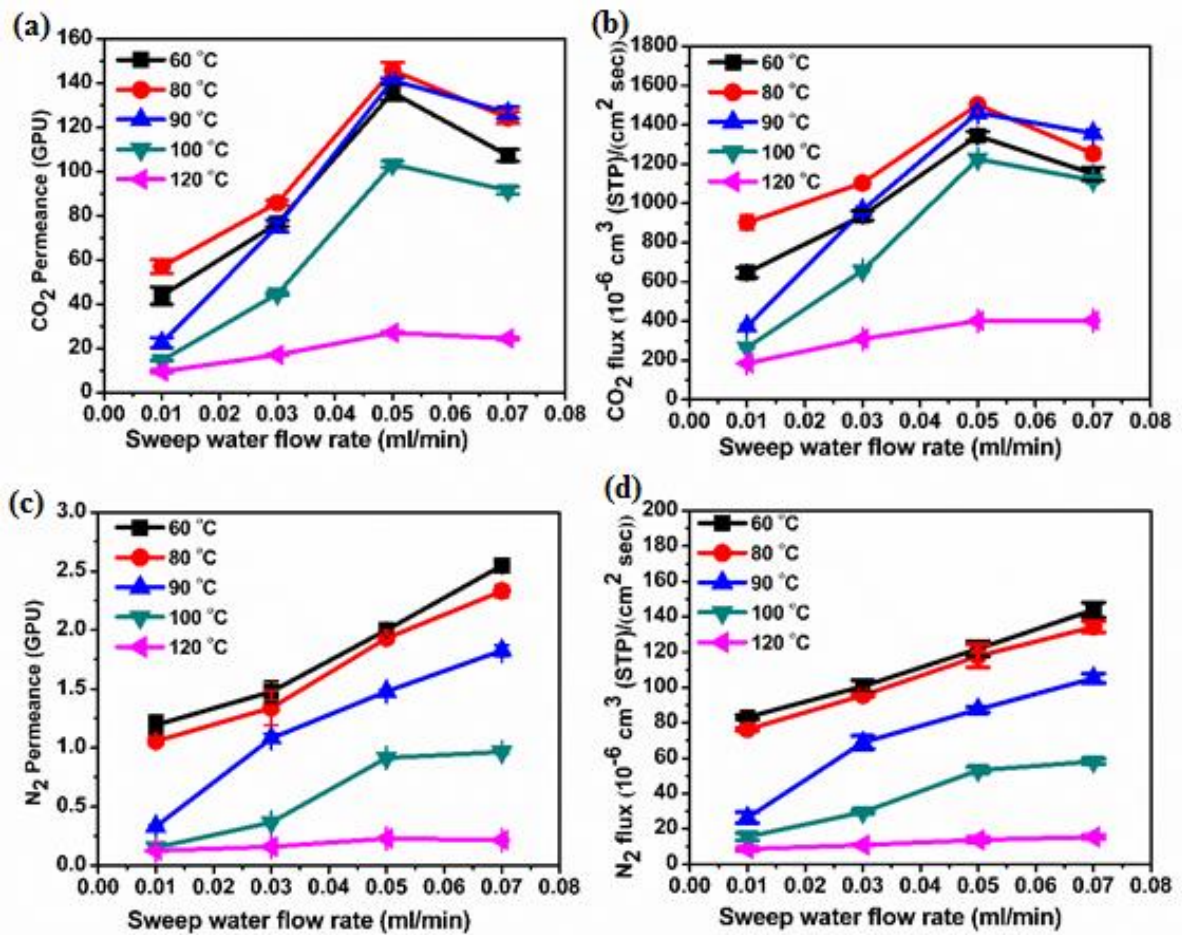 (a)
160
140
120
100
80
60
40
20
0
CO2 Permeance (GPU)
60 °C
80 °C
90 °C
100 °C
120 °C
0.00 0.01 0.02 0.03 0.04 0.05 0.06 0.07 0.08
Sweep water flow rate (ml/min)
(b)
1800
1600
1400
1200
1000
800
600
400
200
0
CO2 flux (10-6 cm3 (STP)/(cm2 sec))
60 °C
80 °C
90 °C
100 °C
120 °C
0.00 0.01 0.02 0.03 0.04 0.05 0.06 0.07 0.08
Sweep water flow rate (ml/min)
(c)
3.0
2.5
2.0
1.5
1.0
0.5
0.0
N2 Permeance (GPU)
60 °C
80 °C
90 °C
100 °C
120 °C
0.00 0.01 0.02 0.03 0.04 0.05 0.06 0.07 0.08
Sweep water flow rate (ml/min)
(d)
200
180
160
140
120
100
80
60
40
20
0
N2 flux (10-6 cm3 (STP)/(cm2 sec))
60 °C
80 °C
90 °C
100 °C
120 °C
0.00 0.01 0.02 0.03 0.04 0.05 0.06 0.07 0.08
Sweep water flow rate (ml/min)